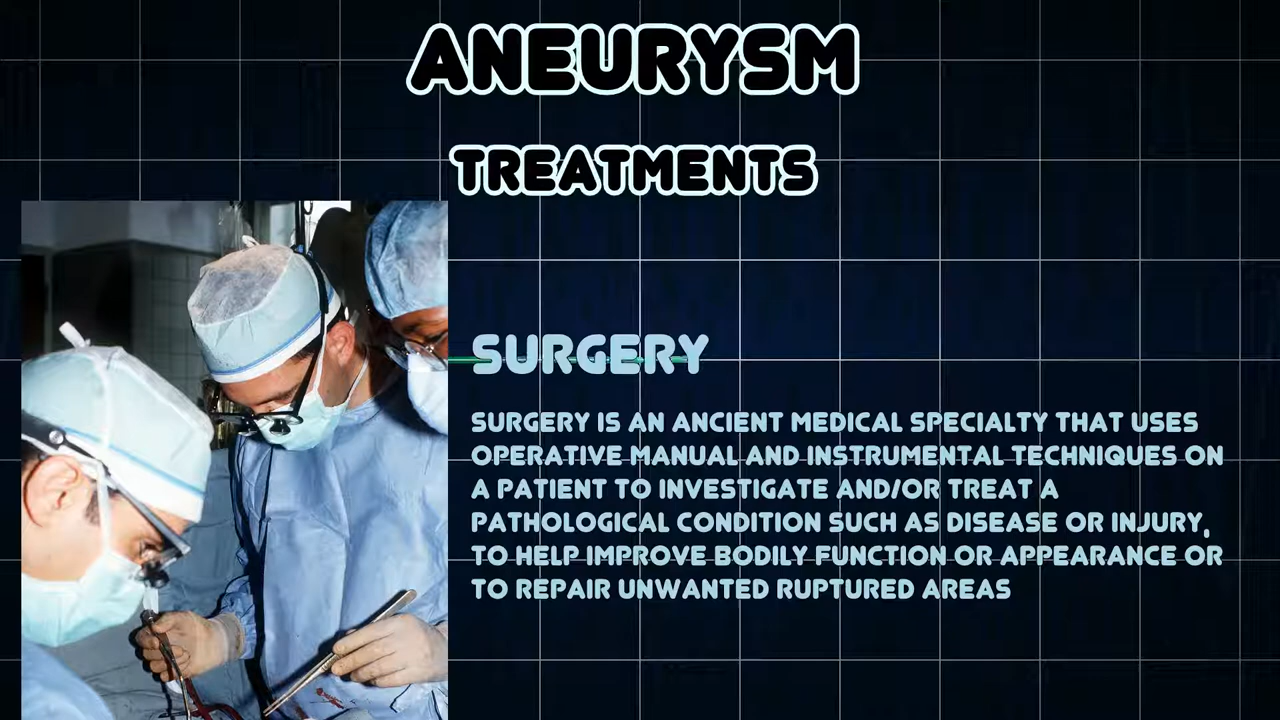 ANEURYSM
TREATMENTS
SURGERY
SURGERY IS AN ANCIENT MEDICAL SPECIALTY THAT USES
OPERATIVE MANUAL AND INSTRUMENTAL TECHNIQUES ON
A PATIENT TO INVESTIGATE AND/OR TREAT A
PATHOLOGICAL CONDITION SUCH AS DISEASE OR INJURY,
TO HELP IMPROVE BODILY FUNCTION OR APPEARANCE OR
TO REPAIR UNWANTED RUPTURED AREAS